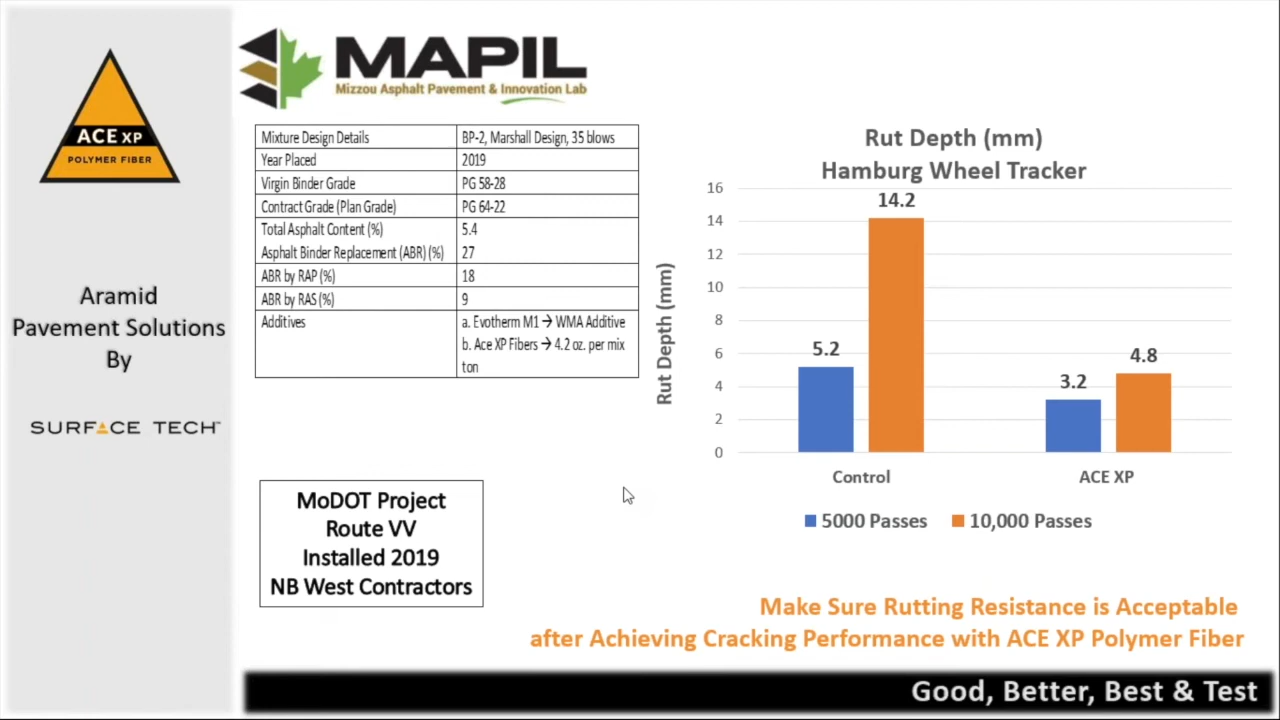 ACE XP
POLYMER FIBER
Aramid
Pavement Solutions
By
SURFACE TECH™
MAPIL
Mizzou Asphalt Pavement & Innovation Lab
Mixture Design Details BP-2, Marshall Design, 35 blows
Year Placed 2019
Virgin Binder Grade PG 58-28
Contract Grade (Plan Grade) PG 64-22
Total Asphalt Content (%) 5.4
Asphalt Binder Replacement (ABR) (%) 27
ABR by RAP (%) 18
ABR by RAS (%) 9
Additives a. Evotherm M1 → WMA Additive
b. Ace XP Fibers → 4.2 oz. per mix
ton
MoDOT Project
Route VV
Installed 2019
NB West Contractors
Rut Depth (mm)
Hamburg Wheel Tracker
Rut Depth (mm)
16
14
12
10
8
6
4
2
0
5.2
14.2
3.2
4.8
Control ACE XP
5000 Passes 10,000 Passes
Make Sure Rutting Resistance is Acceptable
after Achieving Cracking Performance with ACE XP Polymer Fiber
Good, Better, Best & Test